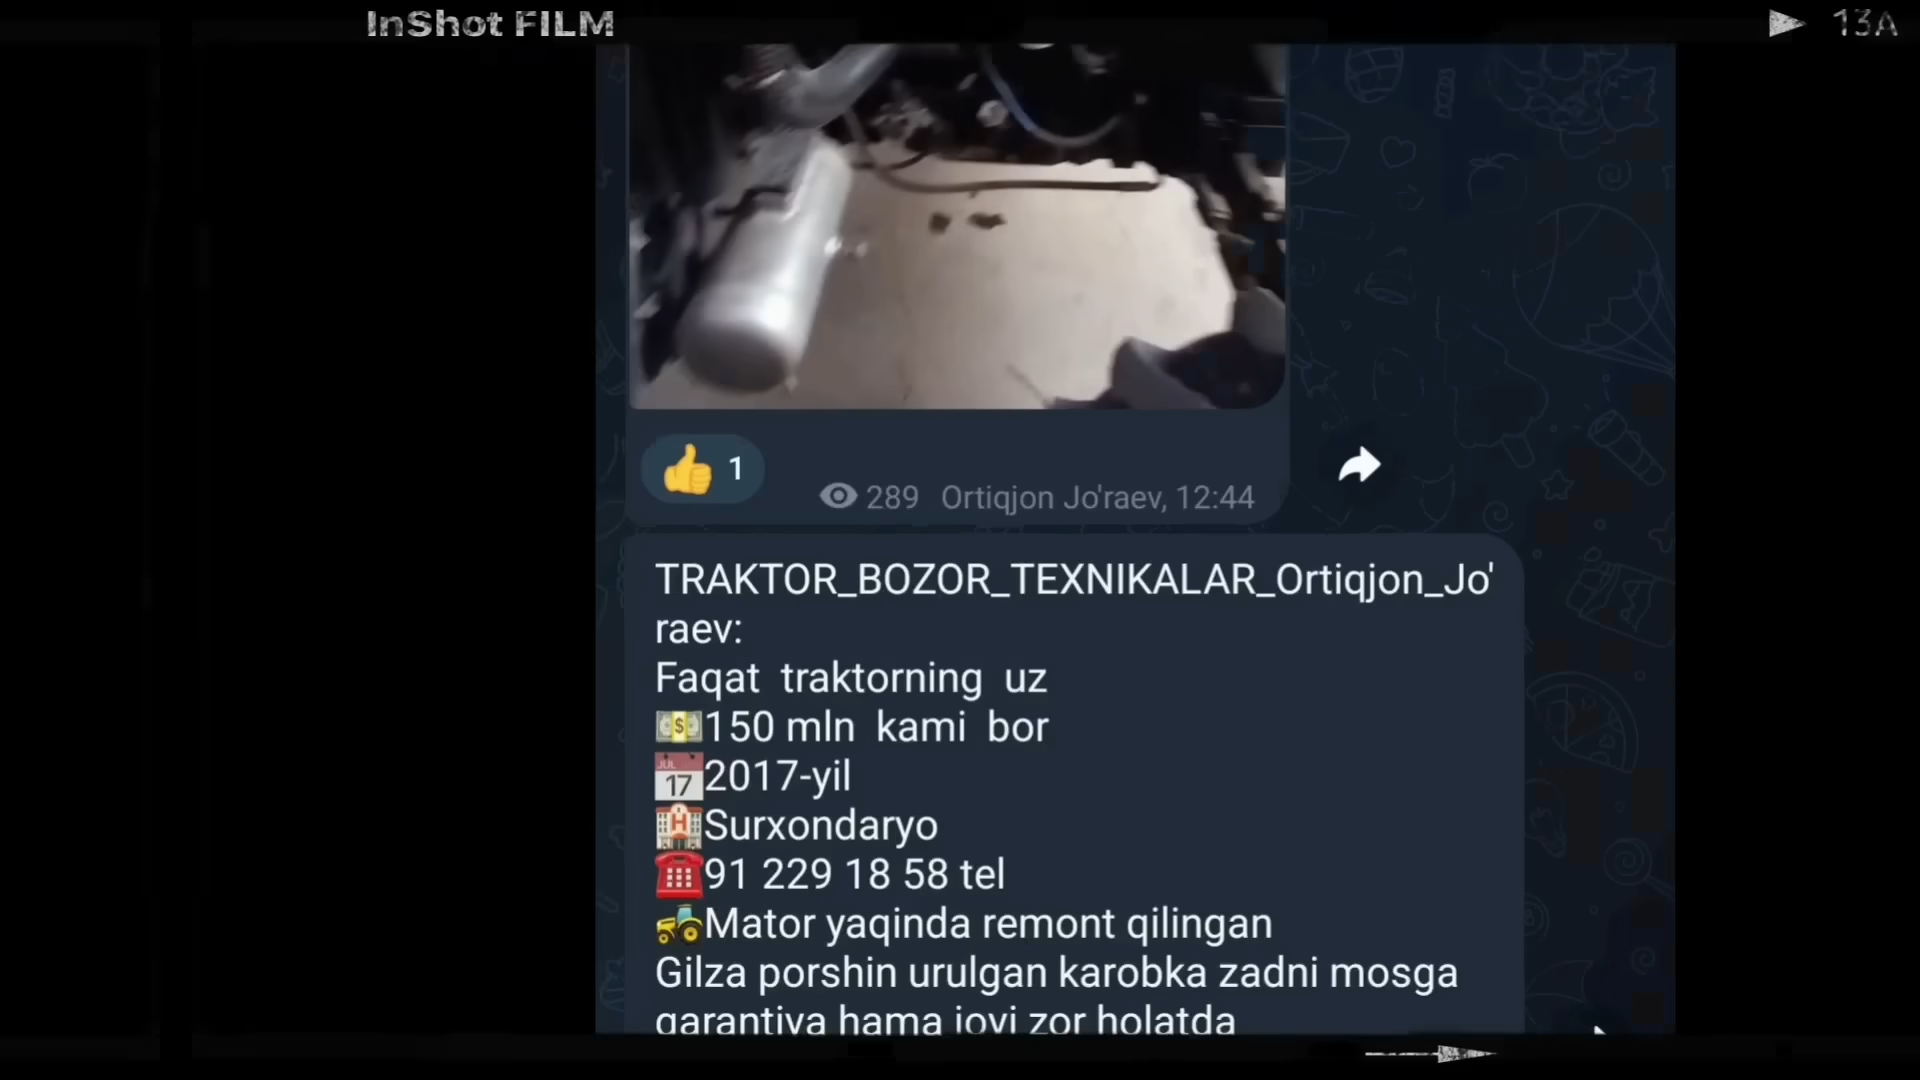 InShot FILM
13A
1
289 Ortiqjon Jo'raev, 12:44
TRAKTOR_BOZOR_TEXNIKALAR_Ortiqjon_Jo'
raev:
Faqat traktorning uz
💵150 mln kami bor
📅2017-yil
🏨Surxondaryo
☎️91 229 18 58 tel
🚜Mator yaqinda remont qilingan
Gilza porshin urulgan karobka zadni mosga
garantiya hama joyi zor holatda